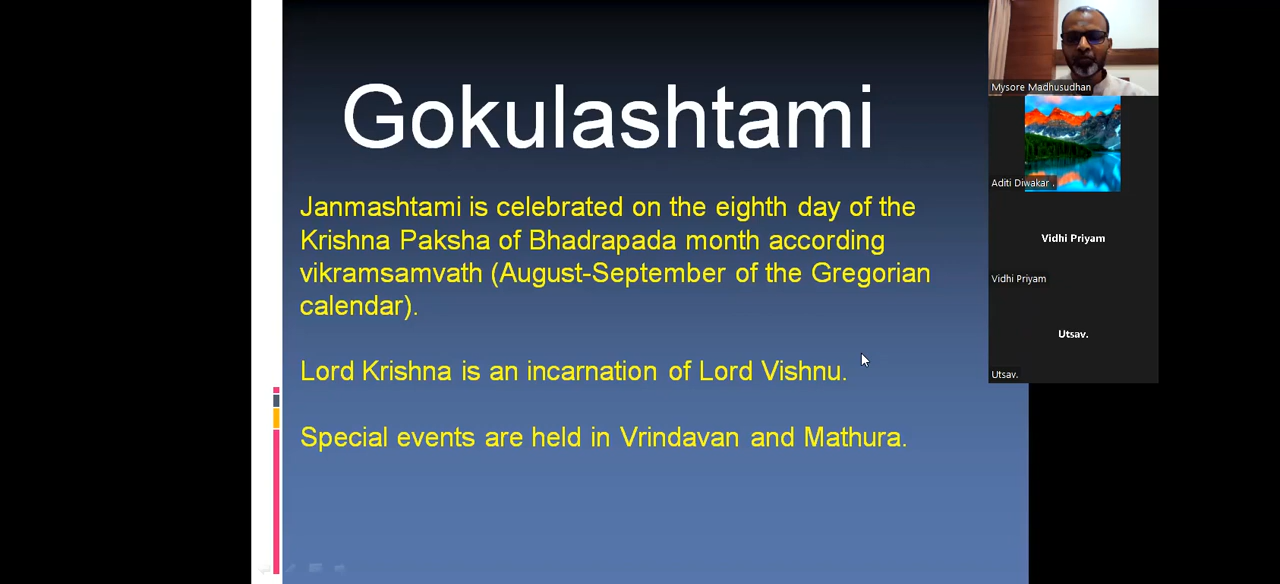 Gokulashtami
Janmashtami is celebrated on the eighth day of the
Krishna Paksha of Bhadrapada month according
vikramsamvath (August-September of the Gregorian
calendar).
Lord Krishna is an incarnation of Lord Vishnu.
Special events are held in Vrindavan and Mathura.
Mysore Madhusudhan
Aditi Diwakar .
Vidhi Priyam
Vidhi Priyam
Utsav.
Utsav.